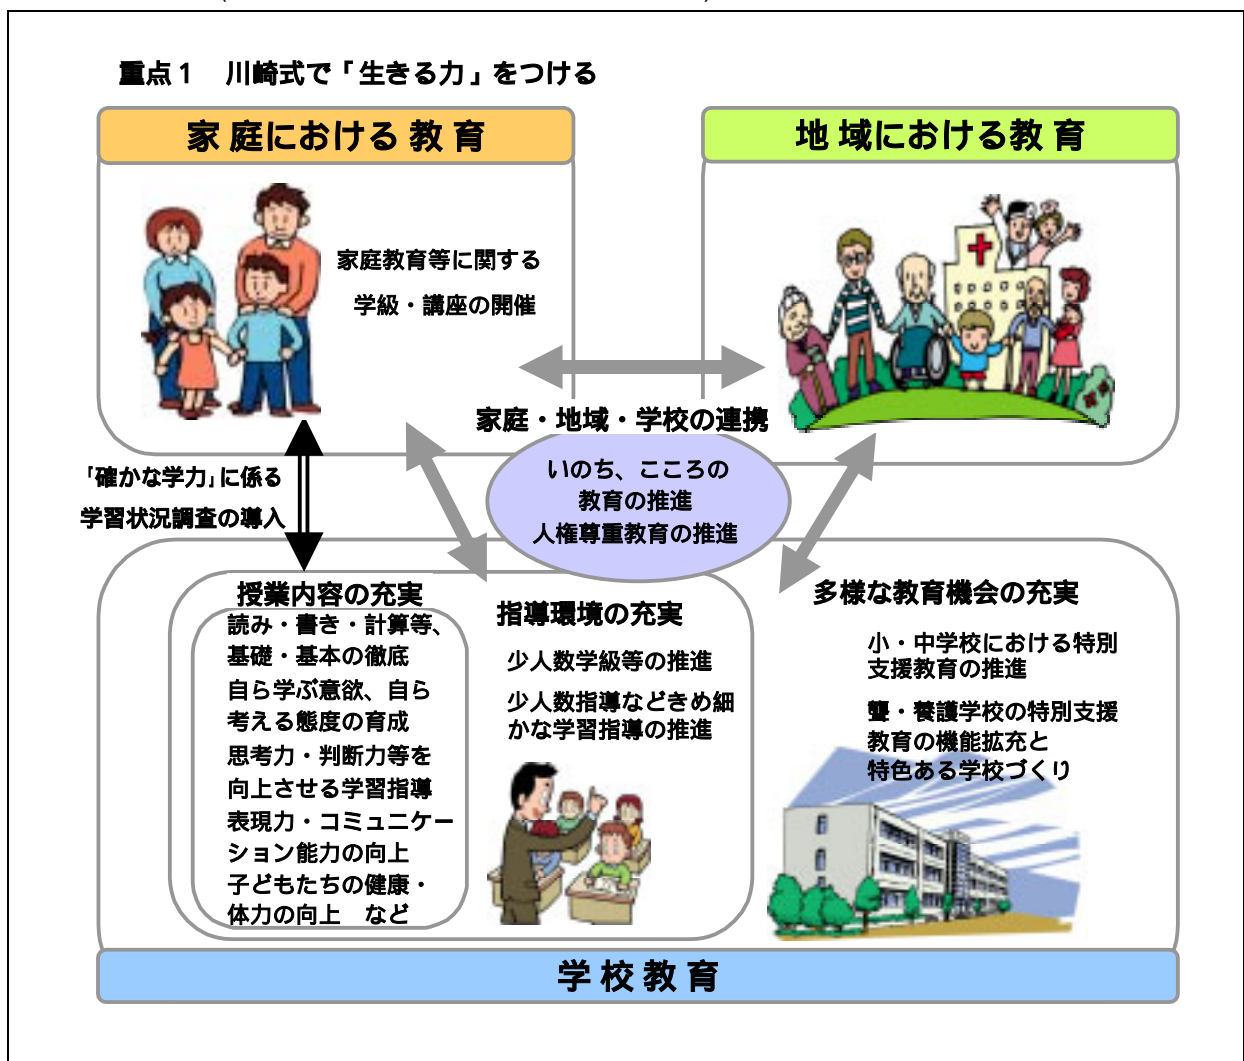 重点１　川崎式で「生きる力」をつける
家庭における教育
地域における教育
家庭教育等に関する
学級・講座の開催
家庭・地域・学校の連携
いのち、こころの
教育の推進
人権尊重教育の推進
「確かな学力」に係る
学習状況調査の導入
授業内容の充実
読み・書き・計算等、
基礎・基本の徹底
自ら学ぶ意欲、自ら
考える態度の育成
思考力・判断力等を
向上させる学習指導
表現力・コミュニケー
ション能力の向上
子どもたちの健康・
体力の向上　など
指導環境の充実
少人数学級等の推進
少人数指導などきめ細
かな学習指導の推進
多様な教育機会の充実
小・中学校における特別
支援教育の推進
聾・養護学校の特別支援
教育の機能拡充と
特色ある学校づくり
学校教育